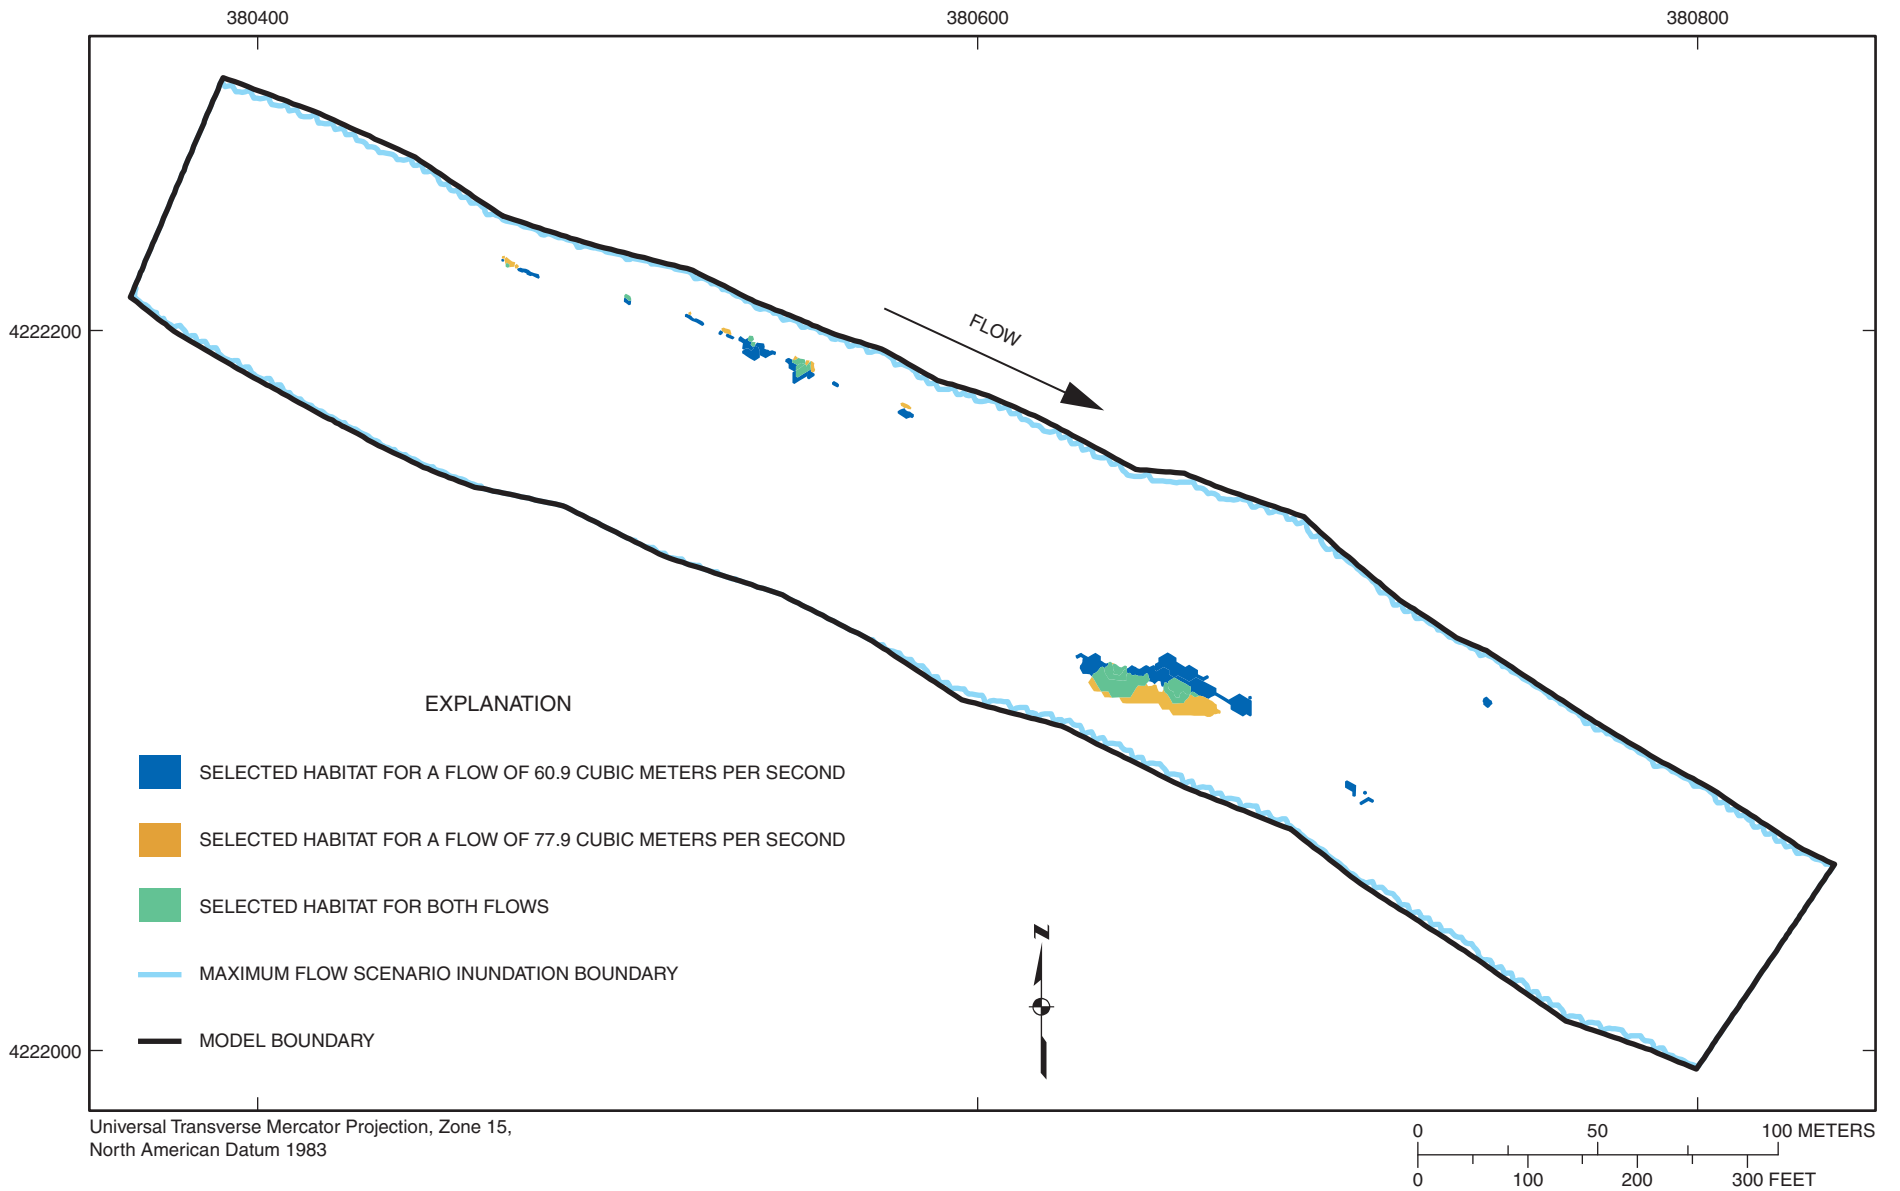 380400 380600 380800
FLOW
4222200
EXPLANATION
SELECTED HABITAT FOR A FLOW OF 60.9 CUBIC METERS PER SECOND
SELECTED HABITAT FOR A FLOW OF 77.9 CUBIC METERS PER SECOND
SELECTED HABITAT FOR BOTH FLOWS
N
MAXIMUM FLOW SCENARIO INUNDATION BOUNDARY
MODEL BOUNDARY
4222000
Universal Transverse Mercator Projection, Zone 15,
North American Datum 1983
0 50 100 METERS
0 100 200 300 FEET